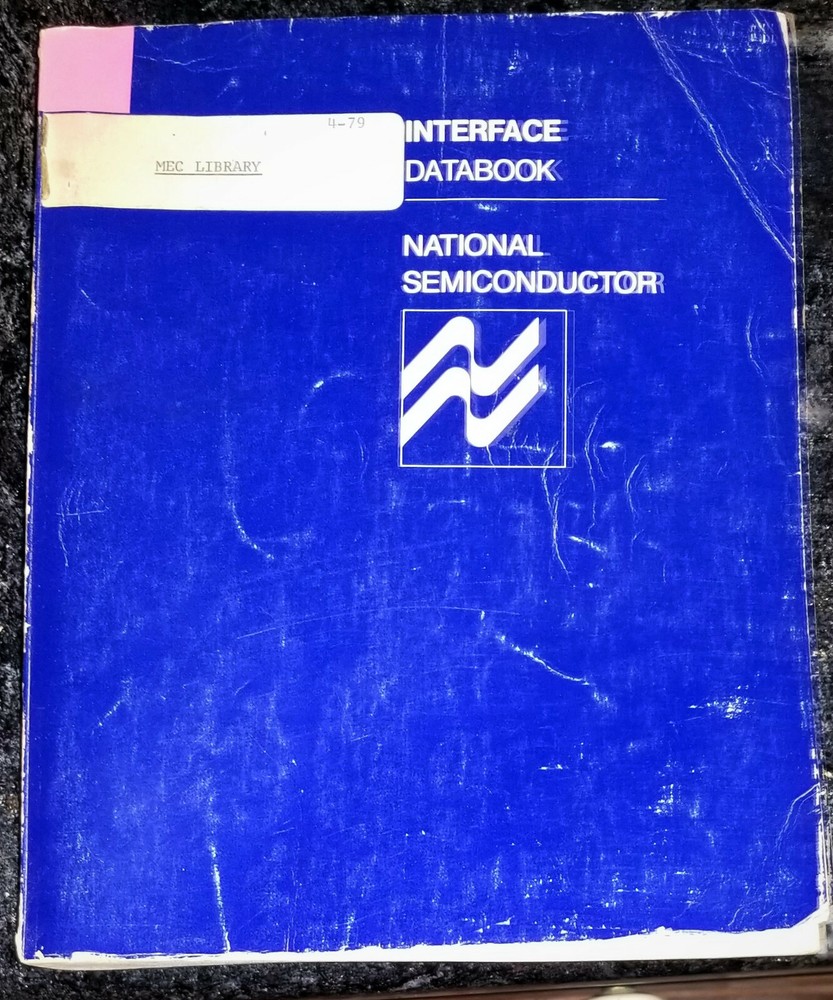 4-79
MEC LIBRARY
INTERFACE
DATABOOK
NATIONAL
SEMICONDUCTOR